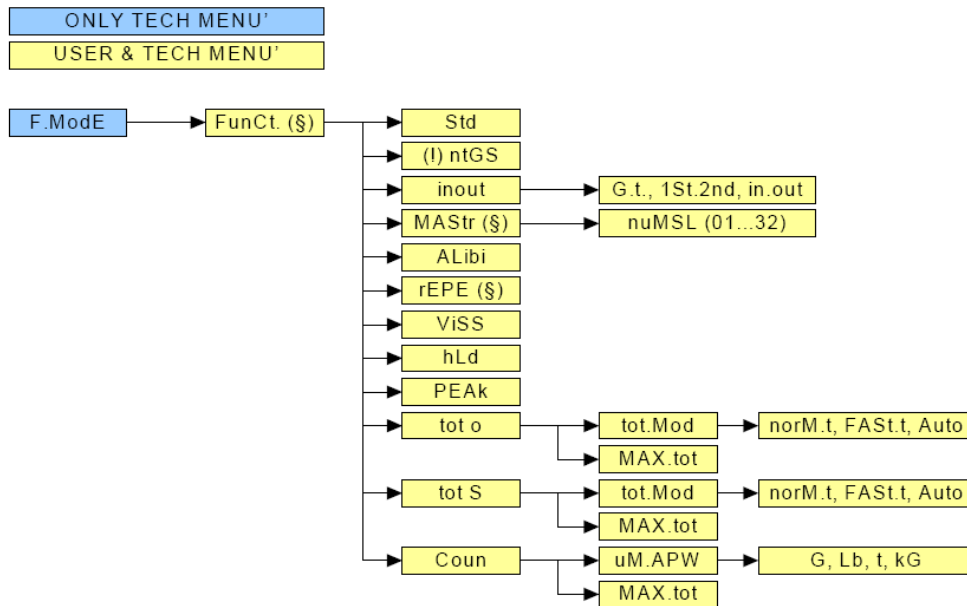 ONLY TECH MENU’
USER & TECH MENU’
F.ModE
FunCt. (§)
Std
(!) ntGS
inout
G.t., 1St.2nd, in.out
MAStr (§)
nuMSL (01...32)
ALibi
rEPE (§)
ViSS
hLd
PEAk
tot o
tot.Mod
norM.t, FASt.t, Auto
MAX.tot
tot S
tot.Mod
norM.t, FASt.t, Auto
MAX.tot
Coun
uM.APW
G, Lb, t, kG
MAX.tot